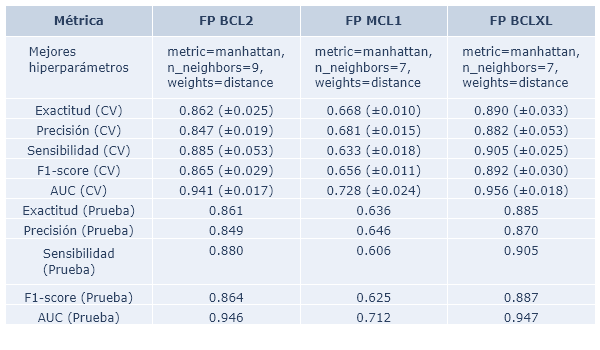 Métrica FP BCL2 FP MCL1 FP BCLXL
Mejores hiperparámetros metric=manhattan, n_neighbors=9, weights=distance metric=manhattan, n_neighbors=7, weights=distance metric=manhattan, n_neighbors=7, weights=distance
Exactitud (CV) 0.862 (±0.025) 0.668 (±0.010) 0.890 (±0.033)
Precisión (CV) 0.847 (±0.019) 0.681 (±0.015) 0.882 (±0.053)
Sensibilidad (CV) 0.885 (±0.053) 0.633 (±0.018) 0.905 (±0.025)
F1-score (CV) 0.865 (±0.029) 0.656 (±0.011) 0.892 (±0.030)
AUC (CV) 0.941 (±0.017) 0.728 (±0.024) 0.956 (±0.018)
Exactitud (Prueba) 0.861 0.636 0.885
Precisión (Prueba) 0.849 0.646 0.870
Sensibilidad (Prueba) 0.880 0.606 0.905
F1-score (Prueba) 0.864 0.625 0.887
AUC (Prueba) 0.946 0.712 0.947